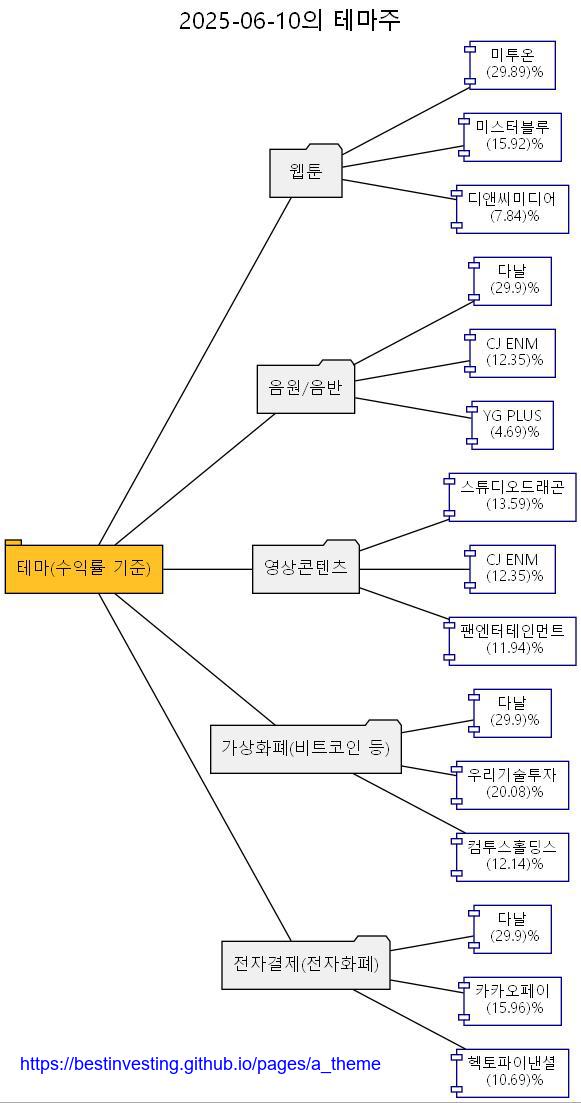 2025-06-10의 테마주
미투온
(29.89)%
미스터블루
(15.92)%
웹툰
디앤씨미디어
(7.84)%
다날
(29.9)%
음원/음반
CJ ENM
(12.35)%
YG PLUS
(4.69)%
스튜디오드래곤
(13.59)%
테마(수익률 기준)
영상콘텐츠
CJ ENM
(12.35)%
팬엔터테인먼트
(11.94)%
다날
(29.9)%
가상화폐(비트코인 등)
우리기술투자
(20.08)%
컴투스홀딩스
(12.14)%
다날
(29.9)%
전자결제(전자화폐)
카카오페이
(15.96)%
헥토파이낸셜
(10.69)%
https://bestinvesting.github.io/pages/a_theme